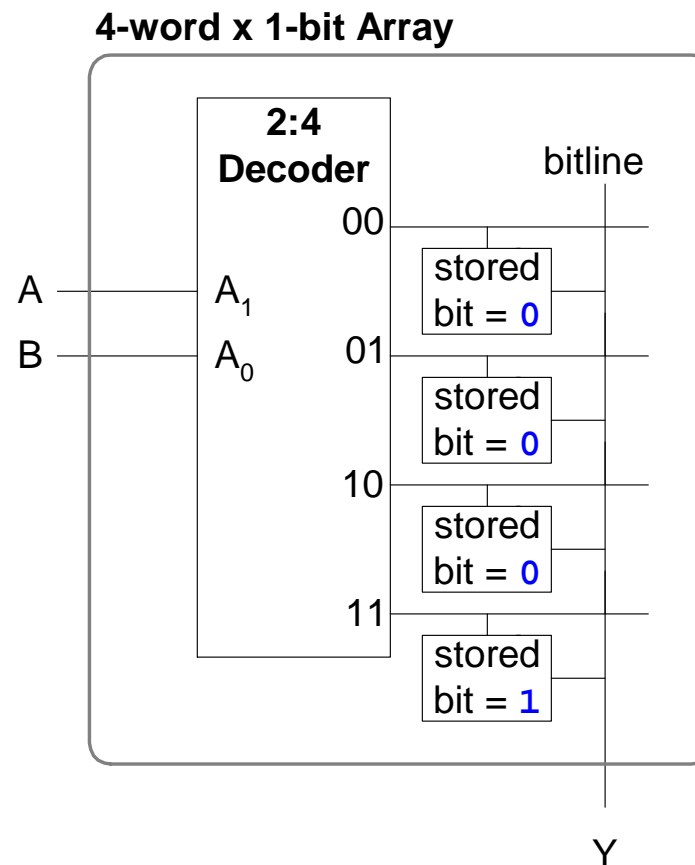 4-word x 1-bit Array
2:4
Decoder
bitline
00
stored
bit = 0
A
A1
B
A0
01
stored
bit = 0
10
stored
bit = 0
11
stored
bit = 1
Y